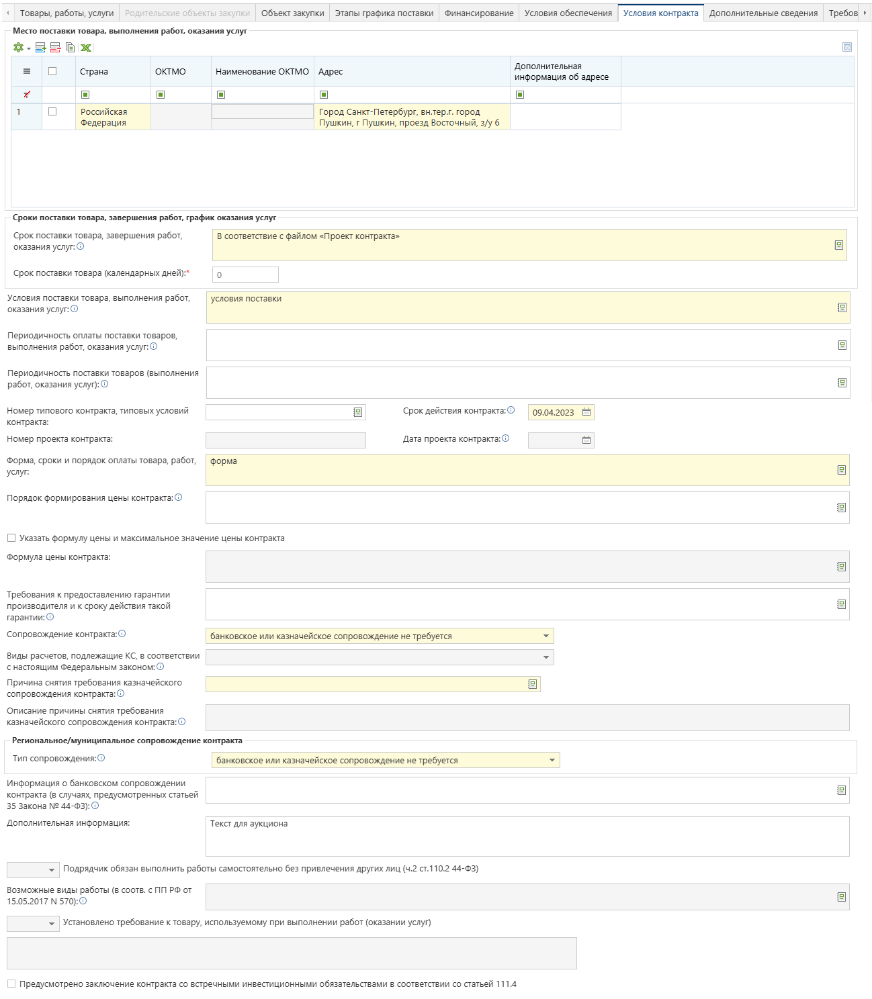 Товары, работы, услуги
Родительские объекты закупки
Объект закупки
Этапы графика поставки
Финансирование
Условия обеспечения
Условия контракта
Дополнительные сведения
Требов
Место поставки товара, выполнения работ, оказания услуг
Страна
ОКТМО
Наименование ОКТМО
Адрес
Дополнительная
информация об адресе
1
Российская
Федерация
Город Санкт-Петербург, вн.тер.г. город
Пушкин, г Пушкин, проезд Восточный, з/у 6
Сроки поставки товара, завершения работ, график оказания услуг
Срок поставки товара, завершения работ,
оказания услуг:
В соответствие с файлом «Проект контракта»
Срок поставки товара (календарных дней):*
0
Условия поставки товара, выполнения работ,
оказания услуг:
условия поставки
Периодичность оплаты поставки товаров,
выполнения работ, оказания услуг:
Периодичность поставки товаров (выполнения
работ, оказания услуг):
Номер типового контракта, типовых условий
контракта:
Срок действия контракта:
09.04.2023
Номер проекта контракта:
Дата проекта контракта:
Форма, сроки и порядок оплаты товара, работ,
услуг:
форма
Порядок формирования цены контракта:
Указать формулу цены и максимальное значение цены контракта
Формула цены контракта:
Требования к предоставлению гарантии
производителя и к сроку действия такой
гарантии:
Сопровождение контракта:
банковское или казначейское сопровождение не требуется
Виды расчетов, подлежащие КС, в соответствии
с настоящим Федеральным законом:
Причина снятия требования казначейского
сопровождения контракта:
Описание причины снятия требования
казначейского сопровождения контракта:
Региональное/муниципальное сопровождение контракта
Тип сопровождения:
банковское или казначейское сопровождение не требуется
Информация о банковском сопровождении
контракта (в случаях, предусмотренных статьей
35 Закона № 44-ФЗ):
Дополнительная информация:
Текст для аукциона
Подрядчик обязан выполнить работы самостоятельно без привлечения других лиц (ч.2 ст.110.2 44-ФЗ)
Возможные виды работы (в соотв. с ПП РФ от
15.05.2017 N 570):
Установлено требование к товару, используемому при выполнении работ (оказании услуг)
Предусмотрено заключение контракта со встречными инвестиционными обязательствами в соответствии со статьей 111.4